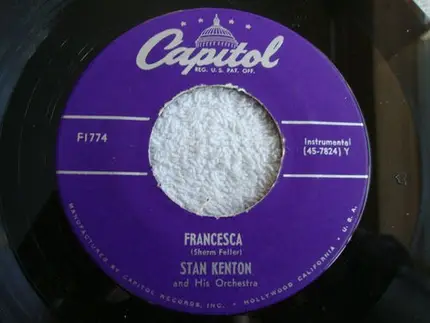 Capitol
REG. U.S. PAT. OFF.
F1774
Instrumental
(45-7824) Y
FRANCESCA
(Sherm Feller)
STAN KENTON
and His Orchestra
MANUFACTURED BY CAPITOL RECORDS, INC. • HOLLYWOOD, CALIFORNIA • U.S.A.